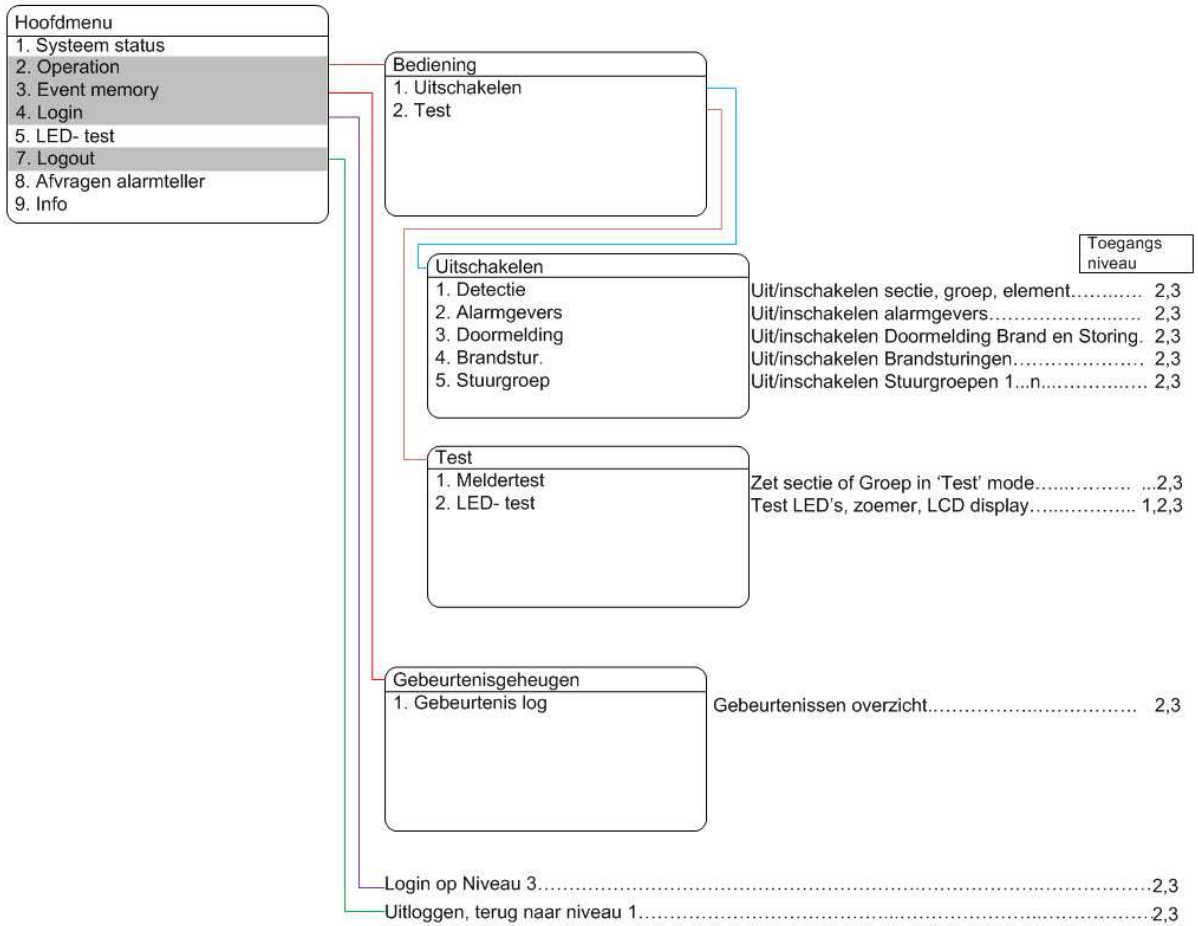 Hoofdmenu
1. Systeem status
2. Operation
3. Event memory
4. Login
5. LED- test
7. Logout
8. Afvragen alarmteller
9. Info
Bediening
1. Uitschakelen
2. Test
Toegangs
niveau
Uitschakelen
1. Detectie Uit/inschakelen sectie, groep, element…….…. 2,3
2. Alarmgevers Uit/inschakelen alarmgevers………………...…. 2,3
3. Doormelding Uit/inschakelen Doormelding Brand en Storing. 2,3
4. Brandstur. Uit/inschakelen Brandsturingen………………… 2,3
5. Stuurgroep Uit/inschakelen Stuurgroepen 1...n..………..…. 2,3
Test
1. Meldertest Zet sectie of Groep in ‘Test’ mode…...……… ...2,3
2. LED- test Test LED’s, zoemer, LCD display…...………... 1,2,3
Gebeurtenisgeheugen
1. Gebeurtenis log Gebeurtenissen overzicht..……………..…………… 2,3
Login op Niveau 3……………………………………………………..………………………………2,3
Uitloggen, terug naar niveau 1…………………………………..……………………..………………2,3